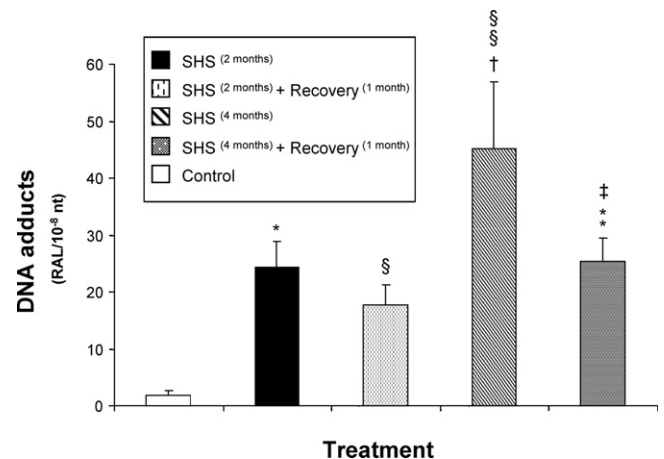 §
§
†
60
50
40
30
20
10
0
DNA adducts
(RAL/10⁻⁸ nt)
SHS (2 months)
SHS (2 months) + Recovery (1 month)
SHS (4 months)
SHS (4 months) + Recovery (1 month)
Control
*
§
‡
*
*
Treatment